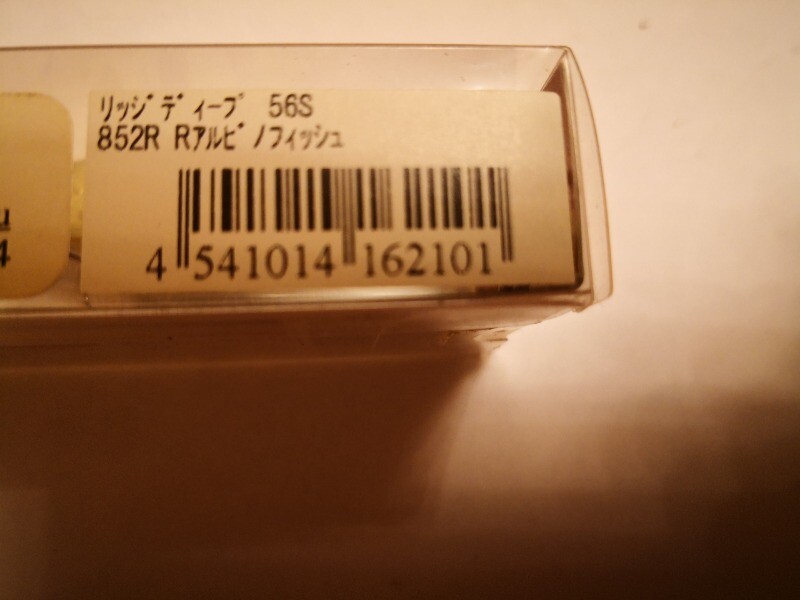 ﾘｯｼﾞﾃﾞｨｰﾌﾟ 56S
852R Rｱﾙﾋﾞﾉﾌｨｯｼｭ
4 541014 162101
u
4